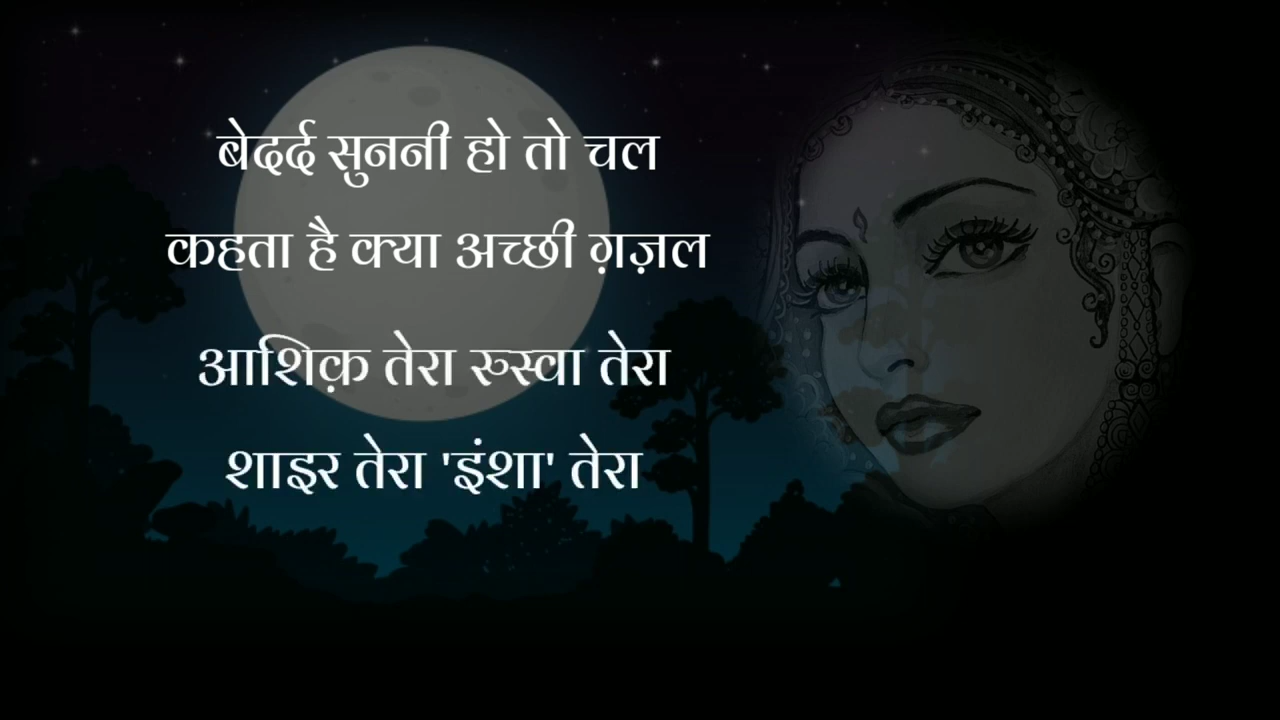 बेदर्द सुननी हो तो चल
कहता है क्या अच्छी ग़ज़ल
आशिक़ तेरा रुस्वा तेरा
शाइर तेरा 'इंशा' तेरा